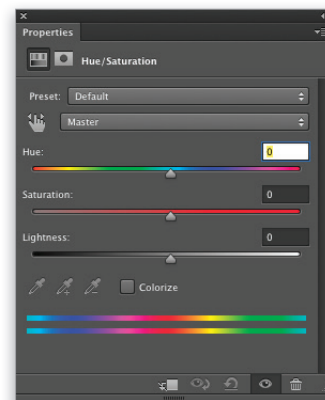 Properties
Hue/Saturation
Preset: Default
Master
Hue: 0
Saturation: 0
Lightness: 0
Colorize